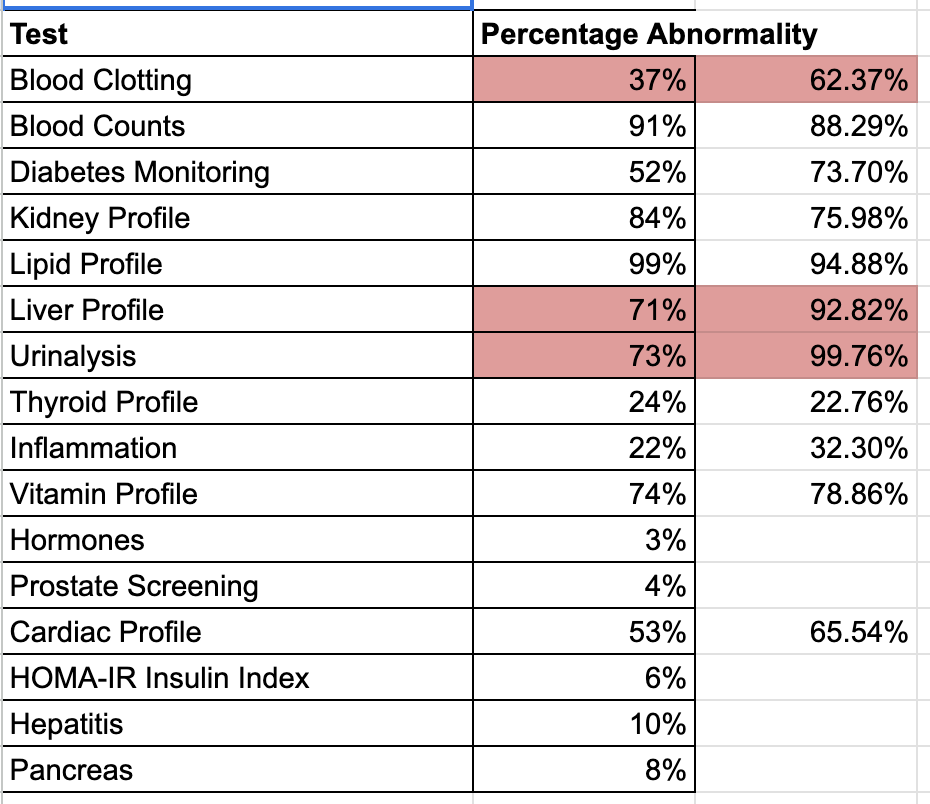 Test Percentage Abnormality
Blood Clotting 37% 62.37%
Blood Counts 91% 88.29%
Diabetes Monitoring 52% 73.70%
Kidney Profile 84% 75.98%
Lipid Profile 99% 94.88%
Liver Profile 71% 92.82%
Urinalysis 73% 99.76%
Thyroid Profile 24% 22.76%
Inflammation 22% 32.30%
Vitamin Profile 74% 78.86%
Hormones 3%
Prostate Screening 4%
Cardiac Profile 53% 65.54%
HOMA-IR Insulin Index 6%
Hepatitis 10%
Pancreas 8%